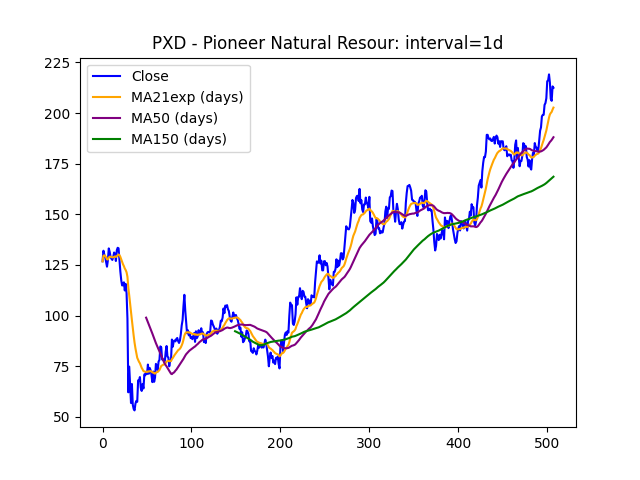 PXD - Pioneer Natural Resour: interval=1d
225
200
175
150
125
100
75
50
0
100
200
300
400
500
Close
MA21exp (days)
MA50 (days)
MA150 (days)